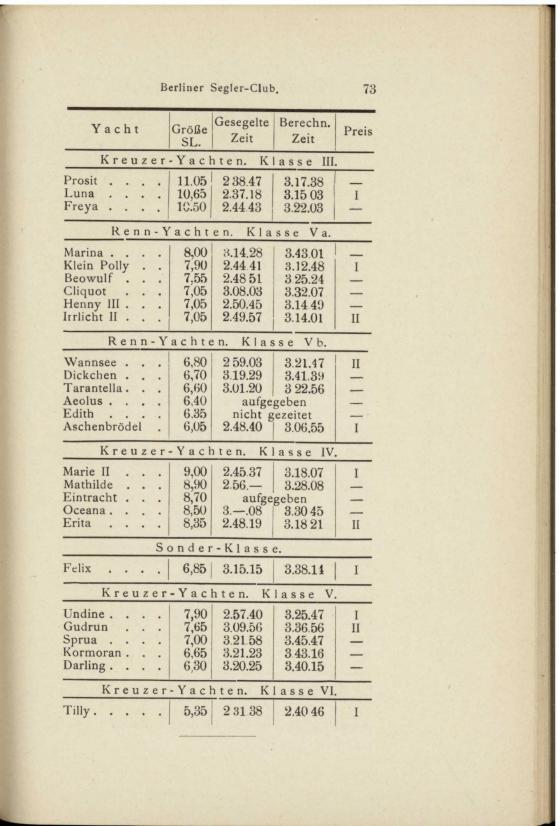 Berliner Segler-Club. 73
Yacht Größe SL. Gesegelte Zeit Berechn. Zeit Preis
Kreuzer-Yachten. Klasse III.
Prosit . . . . 11.05 2 38.47 3.17.38 —
Luna . . . . 10,65 2.37.18 3.15 03 I
Freya . . . . 10.50 2.44.43 3.22.03 —
Renn-Yachten. Klasse Va.
Marina . . . . 8,00 3.14.28 3.43.01 —
Klein Polly . . 7,90 2.44 41 3.12.48 I
Beowulf . . . 7,55 2.48 51 3 25.24 —
Cliquot . . . 7,05 3.08.03 3.32.07 —
Henny III . . . 7,05 2.50.45 3.14 49 —
Irrlicht II . . . 7,05 2.49.57 3.14.01 II
Renn-Yachten. Klasse Vb.
Wannsee . . . 6,80 2 59.03 3.21.47 II
Dickchen . . . 6,70 3.19.29 3.41.39 —
Tarantella . . . 6,60 3.01.20 3 22.56 —
Aeolus . . . . 6.40 aufgegeben —
Edith . . . . 6.35 nicht gezeitet —
Aschenbrödel . 6,05 2.48.40 3.06.55 I
Kreuzer-Yachten. Klasse IV.
Marie II . . . 9,00 2.45.37 3.18.07 I
Mathilde . . . 8,90 2.56.— 3.28.08 —
Eintracht . . . 8,70 aufgegeben —
Oceana . . . . 8,50 3.—.08 3.30 45 —
Erita . . . . 8,35 2.48.19 3.18 21 II
Sonder-Klasse.
Felix . . . . 6,85 3.15.15 3.38.14 I
Kreuzer-Yachten. Klasse V.
Undine . . . . 7,90 2.57.40 3.25.47 I
Gudrun . . . 7,65 3.09.56 3.36.56 II
Sprua . . . . 7,00 3 21.58 3.45.47 —
Kormoran . . . 6,65 3.21.23 3 43.16 —
Darling . . . . 6,30 3.20.25 3,40.15 —
Kreuzer-Yachten. Klasse VI.
Tilly . . . . . 5,35 2 31 38 2.40 46 I